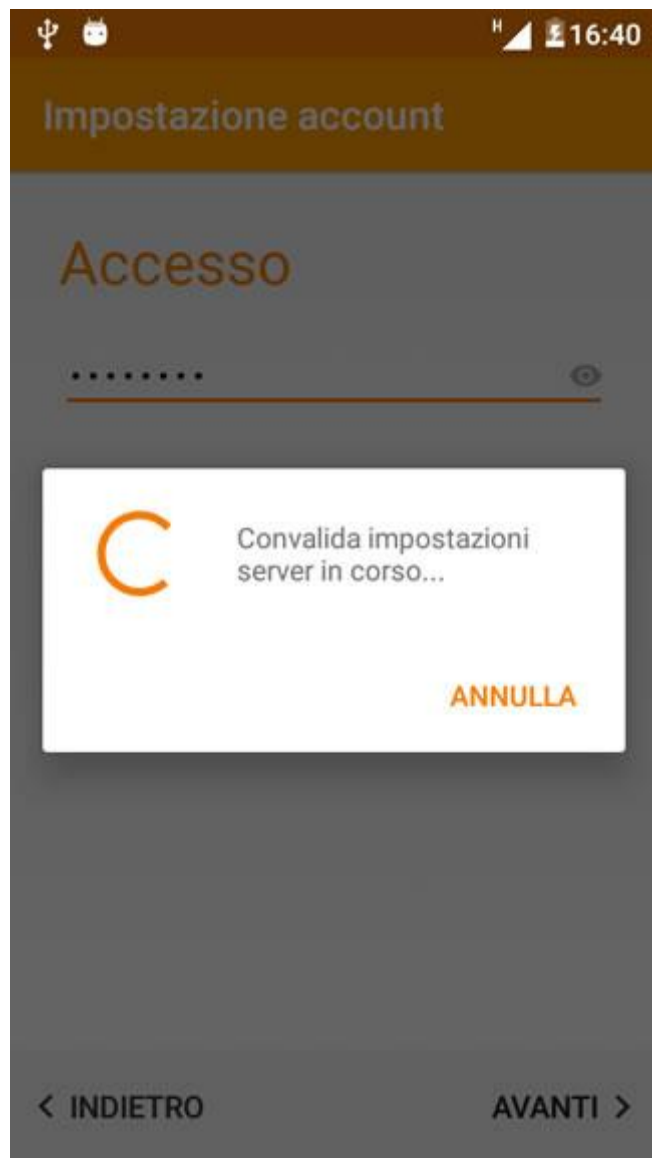 H 16:40
Impostazione account
Accesso
••••••••
Convalida impostazioni
server in corso...
ANNULLA
< INDIETRO AVANTI >